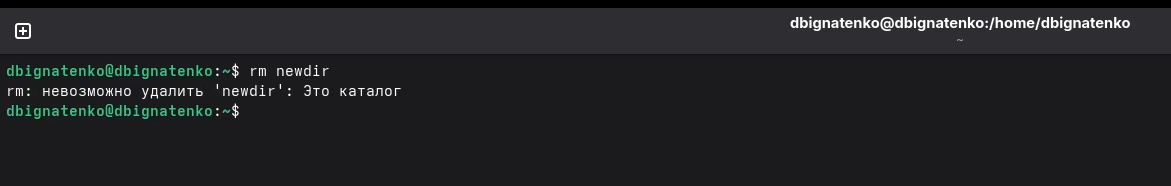 dbignatenko@dbignatenko:/home/dbignatenko
~
dbignatenko@dbignatenko:~$ rm newdir
rm: невозможно удалить 'newdir': Это каталог
dbignatenko@dbignatenko:~$